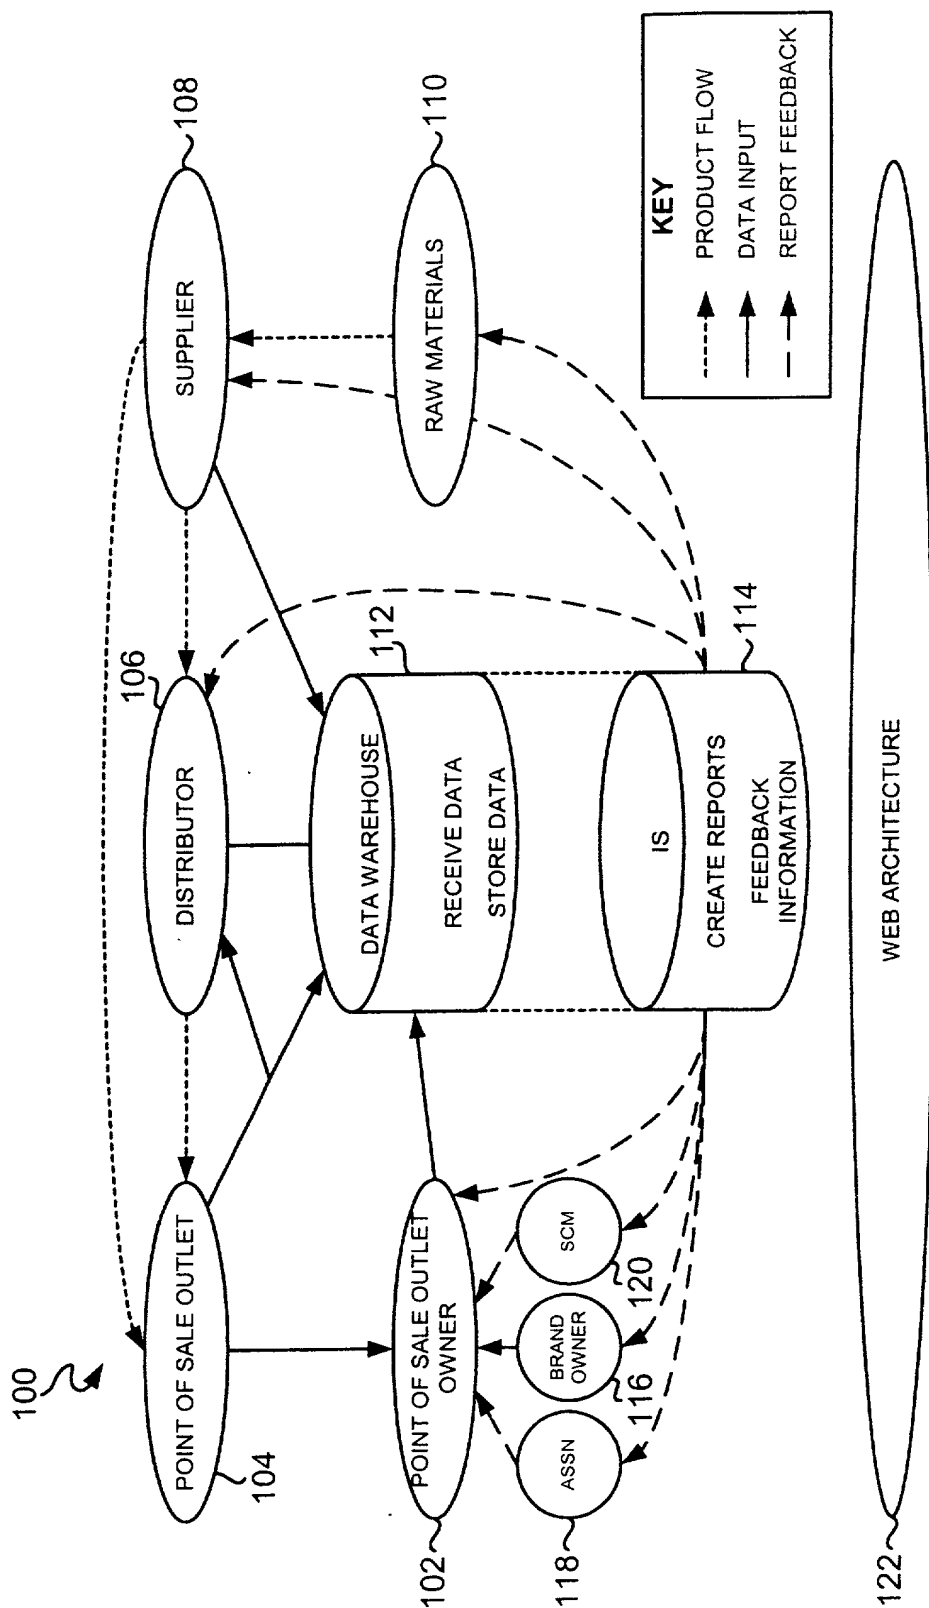 100
POINT OF SALE OUTLET
104
DISTRIBUTOR
106
SUPPLIER
108
POINT OF SALE OUTLET
OWNER
102
DATA WAREHOUSE
112
RECEIVE DATA
STORE DATA
RAW MATERIALS
110
ASSN
118
BRAND
OWNER
116
SCM
120
IS
114
CREATE REPORTS
FEEDBACK
INFORMATION
KEY
PRODUCT FLOW
DATA INPUT
REPORT FEEDBACK
WEB ARCHITECTURE
122